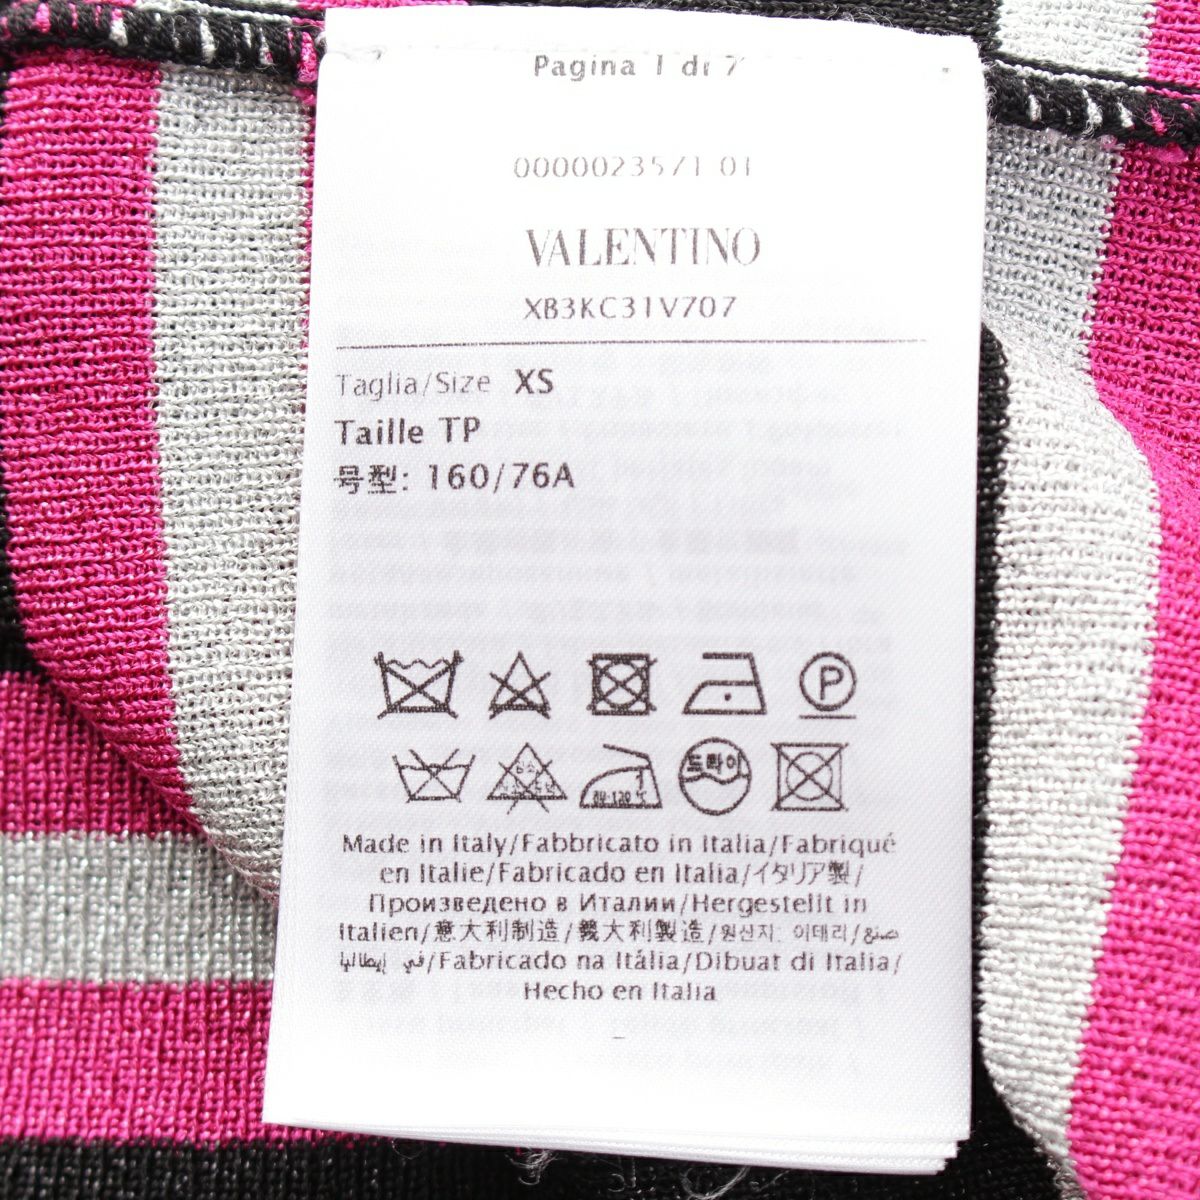 Pagina 1 di 7
0000023571 01
VALENTINO
XB3KC31V707
Taglia/Size XS
Taille TP
号型: 160/76A
P
드라이
80-120℃
Made in Italy/Fabbricato in Italia/Fabriqué
en Italie/Fabricado en Italia/イタリア製/
Произведено в Италии/Hergestellt in
Italien/意大利制造/義大利製造/원산지: 이태리/صنع
في إيطاليا/Fabricado na Itália/Dibuat di Italia/
Hecho en Italia